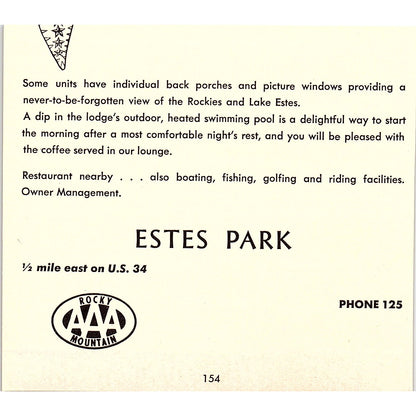 Some units have individual back porches and picture windows providing a
never-to-be-forgotten view of the Rockies and Lake Estes.
A dip in the lodge's outdoor, heated swimming pool is a delightful way to start
the morning after a most comfortable night's rest, and you will be pleased with
the coffee served in our lounge.
Restaurant nearby . . . also boating, fishing, golfing and riding facilities.
Owner Management.
ESTES PARK
½ mile east on U.S. 34
ROCKY
AAA
MOUNTAIN
PHONE 125
154